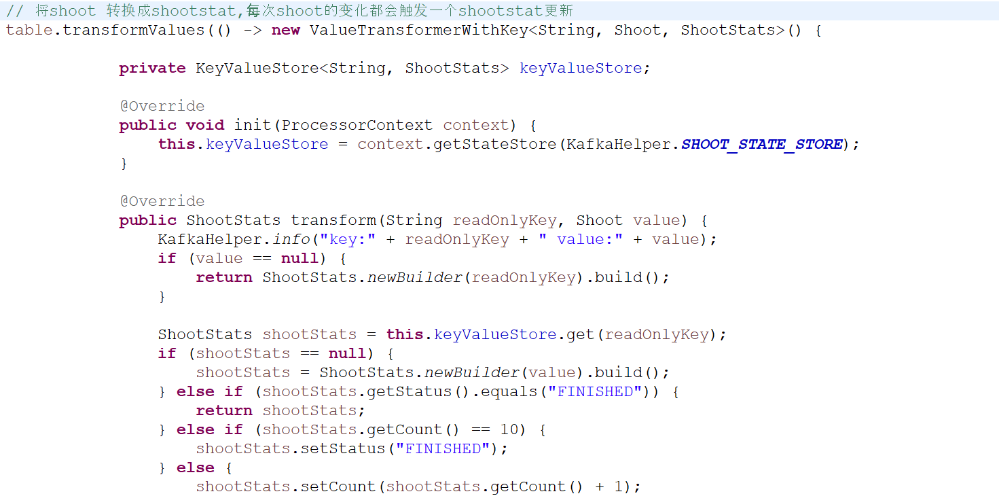 // 将shoot 转换成shootstat,每次shoot的变化都会触发一个shootstat更新
table.transformValues(() -> new ValueTransformerWithKey<String, Shoot, ShootStats>() {
private KeyValueStore<String, ShootStats> keyValueStore;
@Override
public void init(ProcessorContext context) {
this.keyValueStore = context.getStateStore(KafkaHelper.SHOOT_STATE_STORE);
}
@Override
public ShootStats transform(String readOnlyKey, Shoot value) {
KafkaHelper.info("key:" + readOnlyKey + " value:" + value);
if (value == null) {
return ShootStats.newBuilder(readOnlyKey).build();
}
ShootStats shootStats = this.keyValueStore.get(readOnlyKey);
if (shootStats == null) {
shootStats = ShootStats.newBuilder(value).build();
} else if (shootStats.getStatus().equals("FINISHED")) {
return shootStats;
} else if (shootStats.getCount() == 10) {
shootStats.setStatus("FINISHED");
} else {
shootStats.setCount(shootStats.getCount() + 1);